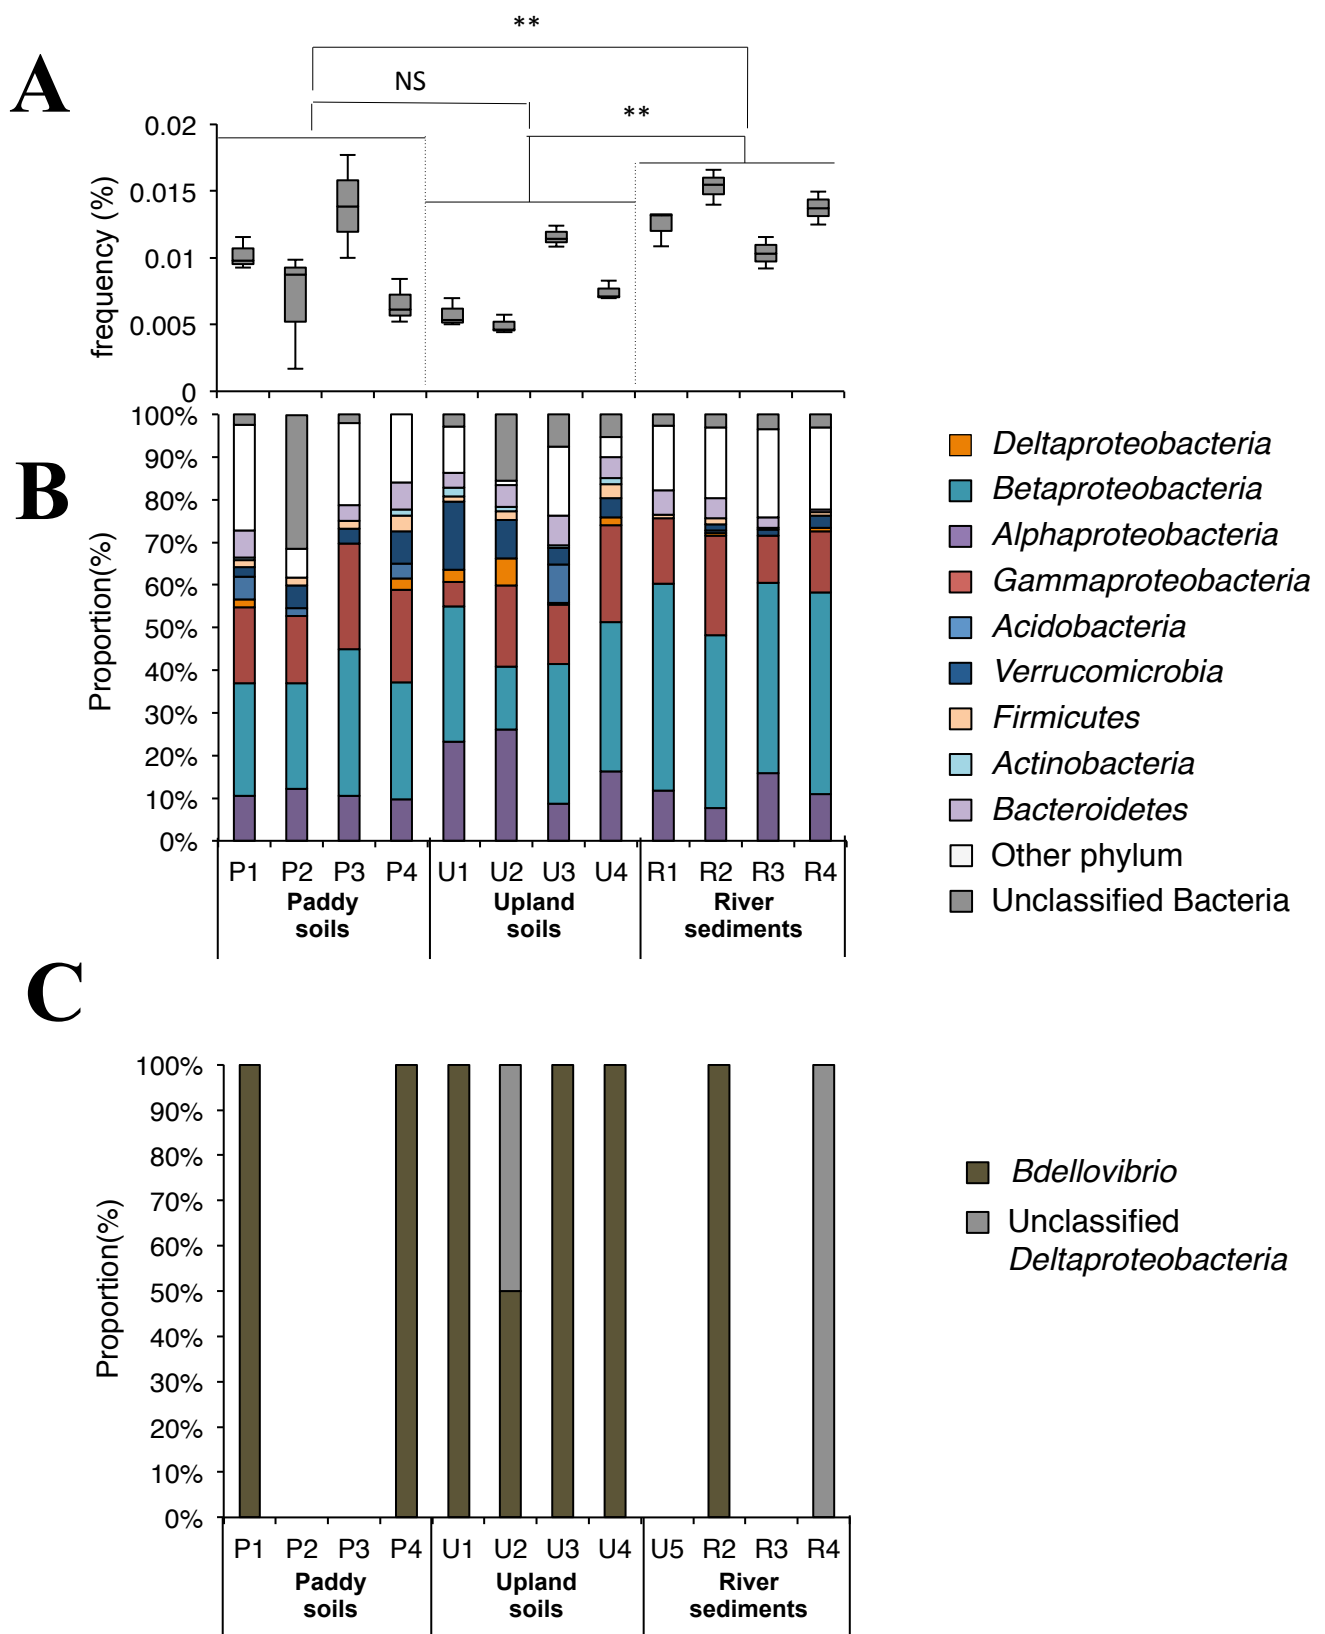 **
A
NS
**
0.02
0.015
0.01
0.005
0
frequency (%)
B
100%
90%
80%
70%
60%
50%
40%
30%
20%
10%
0%
Proportion(%)
P1 P2 P3 P4 U1 U2 U3 U4 R1 R2 R3 R4
Paddy soils
Upland soils
River sediments
Deltaproteobacteria
Betaproteobacteria
Alphaproteobacteria
Gammaproteobacteria
Acidobacteria
Verrucomicrobia
Firmicutes
Actinobacteria
Bacteroidetes
Other phylum
Unclassified Bacteria
C
100%
90%
80%
70%
60%
50%
40%
30%
20%
10%
0%
Proportion(%)
P1 P2 P3 P4 U1 U2 U3 U4 U5 R2 R3 R4
Paddy soils
Upland soils
River sediments
Bdellovibrio
Unclassified
Deltaproteobacteria